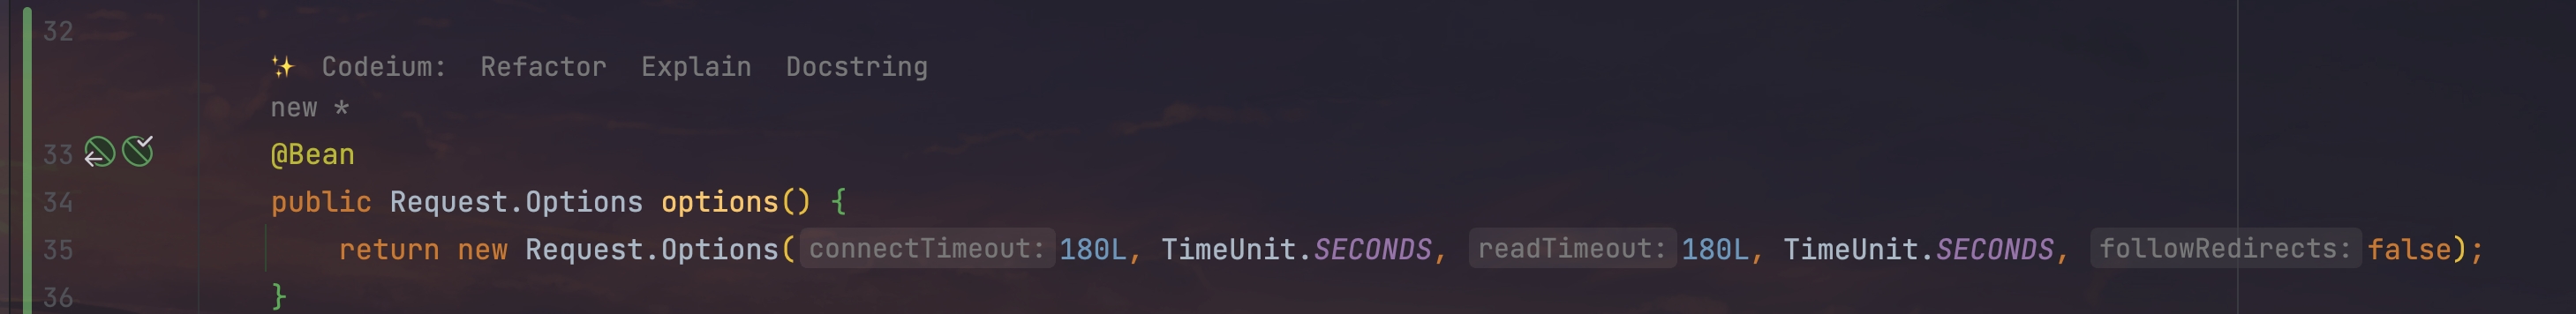 32
✨ Codeium: Refactor Explain Docstring
new *
33 @Bean
34 public Request.Options options() {
35 return new Request.Options( connectTimeout: 180L, TimeUnit.SECONDS, readTimeout: 180L, TimeUnit.SECONDS, followRedirects: false);
36 }